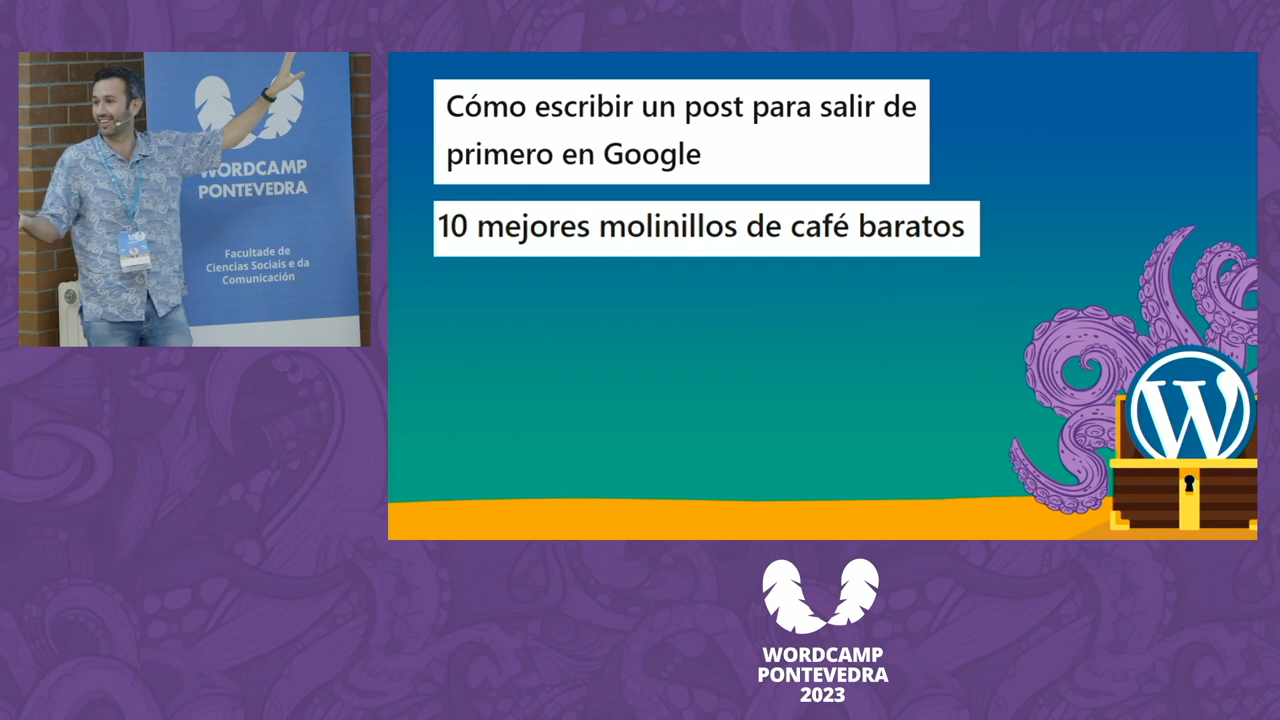 WORDCAMP
PONTEVEDRA
Facultade de
Ciencias Sociais e da
Comunicación
Cómo escribir un post para salir de
primero en Google
10 mejores molinillos de café baratos
W
WORDCAMP
PONTEVEDRA
2023